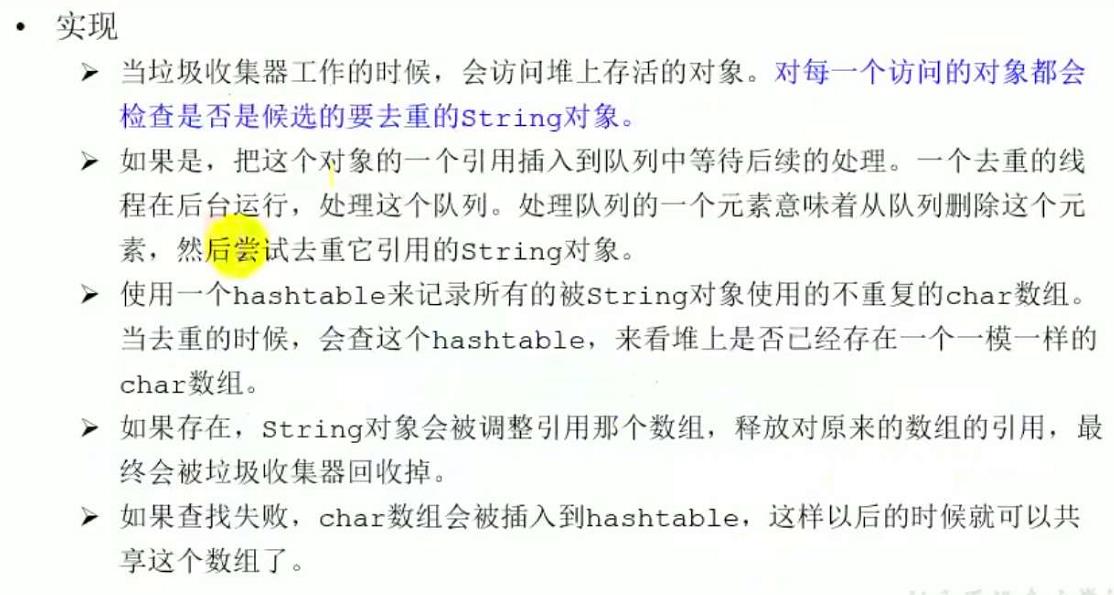 • 实现
➢ 当垃圾收集器工作的时候，会访问堆上存活的对象。对每一个访问的对象都会
检查是否是候选的要去重的String对象。
➢ 如果是，把这个对象的一个引用插入到队列中等待后续的处理。一个去重的线
程在后台运行，处理这个队列。处理队列的一个元素意味着从队列删除这个元
素，然后尝试去重它引用的String对象。
➢ 使用一个hashtable来记录所有的被String对象使用的不重复的char数组。
当去重的时候，会查这个hashtable，来看堆上是否已经存在一个一模一样的
char数组。
➢ 如果存在，String对象会被调整引用那个数组，释放对原来的数组的引用，最
终会被垃圾收集器回收掉。
➢ 如果查找失败，char数组会被插入到hashtable，这样以后的时候就可以共
享这个数组了。